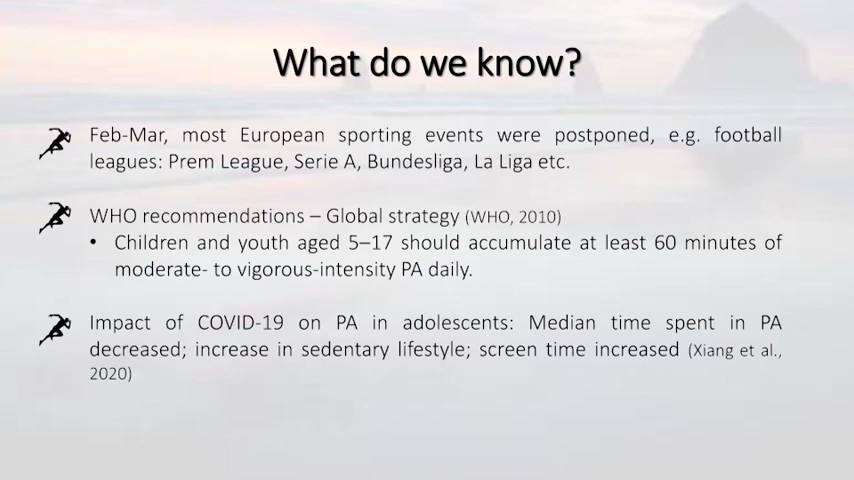 What do we know?
Feb-Mar, most European sporting events were postponed, e.g. football
leagues: Prem League, Serie A, Bundesliga, La Liga etc.
WHO recommendations – Global strategy (WHO, 2010)
• Children and youth aged 5–17 should accumulate at least 60 minutes of
moderate- to vigorous-intensity PA daily.
Impact of COVID-19 on PA in adolescents: Median time spent in PA
decreased; increase in sedentary lifestyle; screen time increased (Xiang et al.,
2020)